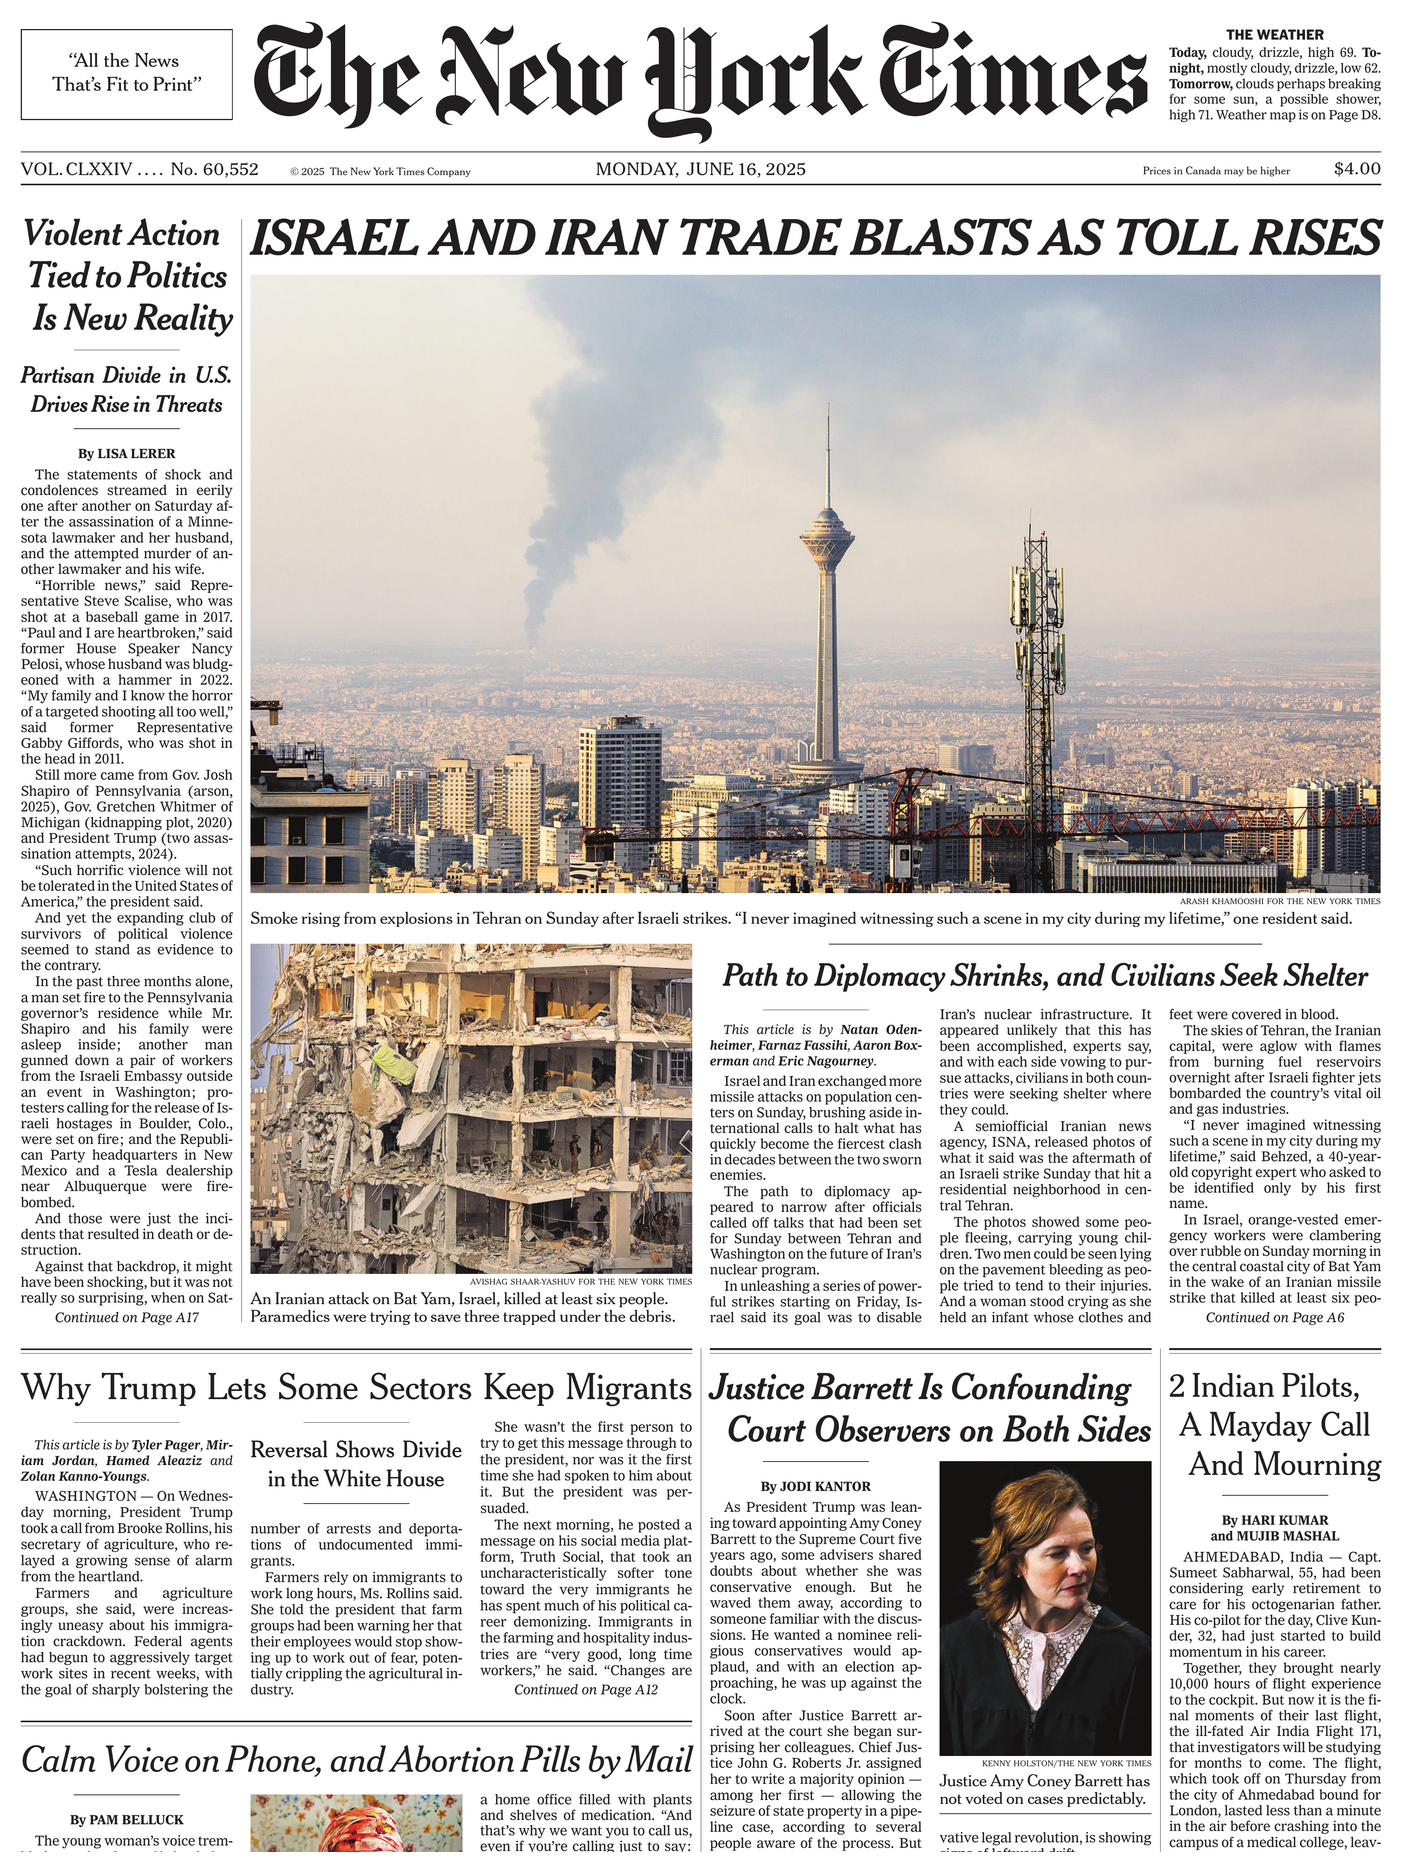 “All the News
That’s Fit to Print”
The New York Times
THE WEATHER
Today, cloudy, drizzle, high 69. To-
night, mostly cloudy, drizzle, low 62.
Tomorrow, clouds perhaps breaking
for some sun, a possible shower,
high 71. Weather map is on Page D8.
VOL. CLXXIV .... No. 60,552
© 2025 The New York Times Company
MONDAY, JUNE 16, 2025
Prices in Canada may be higher
$4.00
Violent Action
Tied to Politics
Is New Reality
Partisan Divide in U.S.
Drives Rise in Threats
By LISA LERER
The statements of shock and
condolences streamed in eerily
one after another on Saturday af-
ter the assassination of a Minne-
sota lawmaker and her husband,
and the attempted murder of an-
other lawmaker and his wife.
“Horrible news,” said Repre-
sentative Steve Scalise, who was
shot at a baseball game in 2017.
“Paul and I are heartbroken,” said
former House Speaker Nancy
Pelosi, whose husband was bludg-
eoned with a hammer in 2022.
“My family and I know the horror
of a targeted shooting all too well,”
said former Representative
Gabby Giffords, who was shot in
the head in 2011.
Still more came from Gov. Josh
Shapiro of Pennsylvania (arson,
2025), Gov. Gretchen Whitmer of
Michigan (kidnapping plot, 2020)
and President Trump (two assas-
sination attempts, 2024).
“Such horrific violence will not
be tolerated in the United States of
America,” the president said.
And yet the expanding club of
survivors of political violence
seemed to stand as evidence to
the contrary.
In the past three months alone,
a man set fire to the Pennsylvania
governor’s residence while Mr.
Shapiro and his family were
asleep inside; another man
gunned down a pair of workers
from the Israeli Embassy outside
an event in Washington; pro-
testers calling for the release of Is-
raeli hostages in Boulder, Colo.,
were set on fire; and the Republi-
can Party headquarters in New
Mexico and a Tesla dealership
near Albuquerque were fire-
bombed.
And those were just the inci-
dents that resulted in death or de-
struction.
Against that backdrop, it might
have been shocking, but it was not
really so surprising, when on Sat-
Continued on Page A17
ISRAEL AND IRAN TRADE BLASTS AS TOLL RISES
ARASH KHAMOOSHI FOR THE NEW YORK TIMES
Smoke rising from explosions in Tehran on Sunday after Israeli strikes. “I never imagined witnessing such a scene in my city during my lifetime,” one resident said.
AVISHAG SHAAR-YASHUV FOR THE NEW YORK TIMES
An Iranian attack on Bat Yam, Israel, killed at least six people.
Paramedics were trying to save three trapped under the debris.
Path to Diplomacy Shrinks, and Civilians Seek Shelter
This article is by Natan Oden-
heimer, Farnaz Fassihi, Aaron Box-
erman and Eric Nagourney.
Israel and Iran exchanged more
missile attacks on population cen-
ters on Sunday, brushing aside in-
ternational calls to halt what has
quickly become the fiercest clash
in decades between the two sworn
enemies.
The path to diplomacy ap-
peared to narrow after officials
called off talks that had been set
for Sunday between Tehran and
Washington on the future of Iran’s
nuclear program.
In unleashing a series of power-
ful strikes starting on Friday, Is-
rael said its goal was to disable
Iran’s nuclear infrastructure. It
appeared unlikely that this has
been accomplished, experts say,
and with each side vowing to pur-
sue attacks, civilians in both coun-
tries were seeking shelter where
they could.
A semiofficial Iranian news
agency, ISNA, released photos of
what it said was the aftermath of
an Israeli strike Sunday that hit a
residential neighborhood in cen-
tral Tehran.
The photos showed some peo-
ple fleeing, carrying young chil-
dren. Two men could be seen lying
on the pavement bleeding as peo-
ple tried to tend to their injuries.
And a woman stood crying as she
held an infant whose clothes and
feet were covered in blood.
The skies of Tehran, the Iranian
capital, were aglow with flames
from burning fuel reservoirs
overnight after Israeli fighter jets
bombarded the country’s vital oil
and gas industries.
“I never imagined witnessing
such a scene in my city during my
lifetime,” said Behzed, a 40-year-
old copyright expert who asked to
be identified only by his first
name.
In Israel, orange-vested emer-
gency workers were clambering
over rubble on Sunday morning in
the central coastal city of Bat Yam
in the wake of an Iranian missile
strike that killed at least six peo-
Continued on Page A6
Why Trump Lets Some Sectors Keep Migrants
This article is by Tyler Pager, Mir-
iam Jordan, Hamed Aleaziz and
Zolan Kanno-Youngs.
WASHINGTON — On Wednes-
day morning, President Trump
took a call from Brooke Rollins, his
secretary of agriculture, who re-
layed a growing sense of alarm
from the heartland.
Farmers and agriculture
groups, she said, were increas-
ingly uneasy about his immigra-
tion crackdown. Federal agents
had begun to aggressively target
work sites in recent weeks, with
the goal of sharply bolstering the
Reversal Shows Divide
in the White House
number of arrests and deporta-
tions of undocumented immi-
grants.
Farmers rely on immigrants to
work long hours, Ms. Rollins said.
She told the president that farm
groups had been warning her that
their employees would stop show-
ing up to work out of fear, poten-
tially crippling the agricultural in-
dustry.
She wasn’t the first person to
try to get this message through to
the president, nor was it the first
time she had spoken to him about
it. But the president was per-
suaded.
The next morning, he posted a
message on his social media plat-
form, Truth Social, that took an
uncharacteristically softer tone
toward the very immigrants he
has spent much of his political ca-
reer demonizing. Immigrants in
the farming and hospitality indus-
tries are “very good, long time
workers,” he said. “Changes are
Continued on Page A12
Justice Barrett Is Confounding
Court Observers on Both Sides
By JODI KANTOR
As President Trump was lean-
ing toward appointing Amy Coney
Barrett to the Supreme Court five
years ago, some advisers shared
doubts about whether she was
conservative enough. But he
waved them away, according to
someone familiar with the discus-
sions. He wanted a nominee reli-
gious conservatives would ap-
plaud, and with an election ap-
proaching, he was up against the
clock.
Soon after Justice Barrett ar-
rived at the court she began sur-
prising her colleagues. Chief Jus-
tice John G. Roberts Jr. assigned
her to write a majority opinion —
among her first — allowing the
seizure of state property in a pipe-
line case, according to several
people aware of the process. But
KENNY HOLSTON/THE NEW YORK TIMES
Justice Amy Coney Barrett has
not voted on cases predictably.
vative legal revolution, is showing
signs of leftward drift.
2 Indian Pilots,
A Mayday Call
And Mourning
By HARI KUMAR
and MUJIB MASHAL
AHMEDABAD, India — Capt.
Sumeet Sabharwal, 55, had been
considering early retirement to
care for his octogenarian father.
His co-pilot for the day, Clive Kun-
der, 32, had just started to build
momentum in his career.
Together, they brought nearly
10,000 hours of flight experience
to the cockpit. But now it is the fi-
nal moments of their last flight,
the ill-fated Air India Flight 171,
that investigators will be studying
for months to come. The flight,
which took off on Thursday from
the city of Ahmedabad bound for
London, lasted less than a minute
in the air before crashing into the
campus of a medical college, leav-
Calm Voice on Phone, and Abortion Pills by Mail
By PAM BELLUCK
The young woman’s voice trem-
a home office filled with plants
and shelves of medication. “And
that’s why we want you to call us,
even if you’re calling just to say: